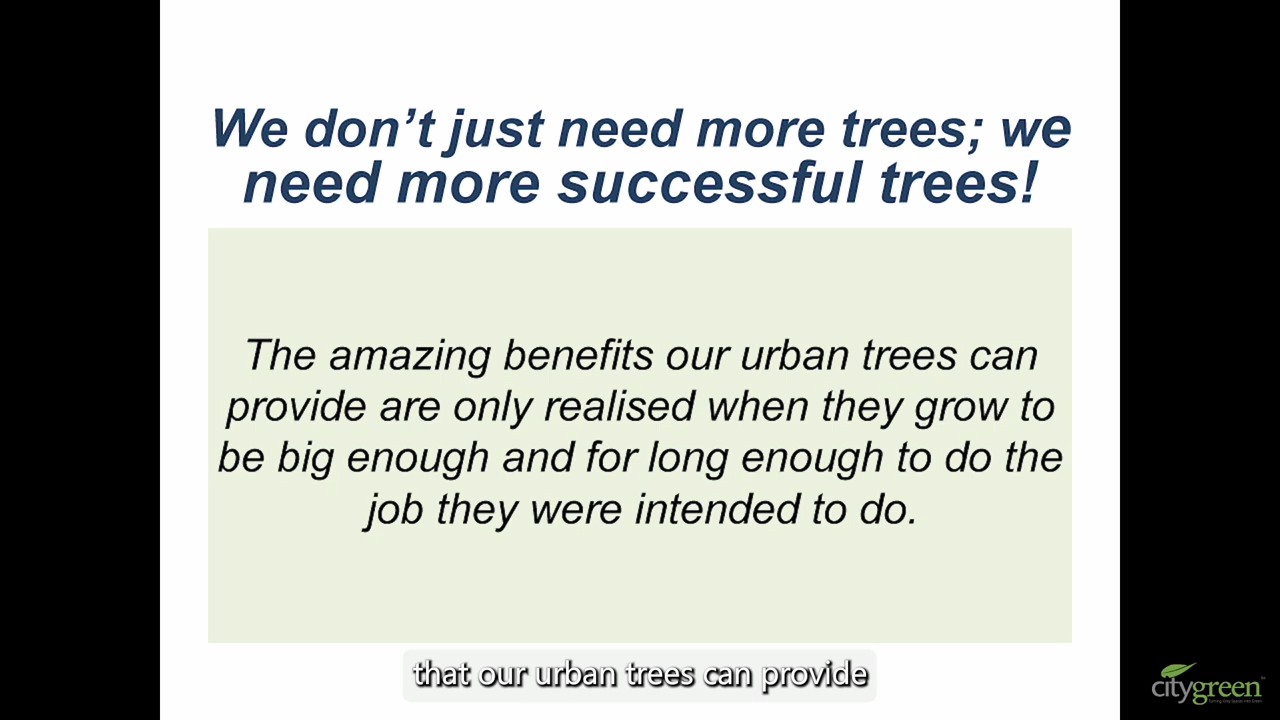 We don’t just need more trees; we
need more successful trees!
The amazing benefits our urban trees can
provide are only realised when they grow to
be big enough and for long enough to do the
job they were intended to do.
that our urban trees can provide
citygreen